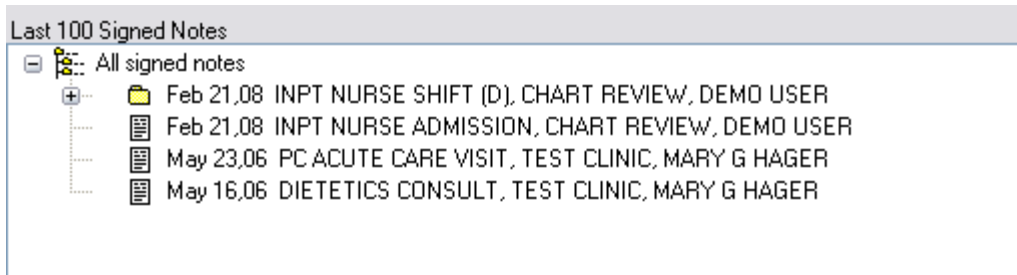 Last 100 Signed Notes
All signed notes
Feb 21,08 INPT NURSE SHIFT (D), CHART REVIEW, DEMO USER
Feb 21,08 INPT NURSE ADMISSION, CHART REVIEW, DEMO USER
May 23,06 PC ACUTE CARE VISIT, TEST CLINIC, MARY G HAGER
May 16,06 DIETETICS CONSULT, TEST CLINIC, MARY G HAGER